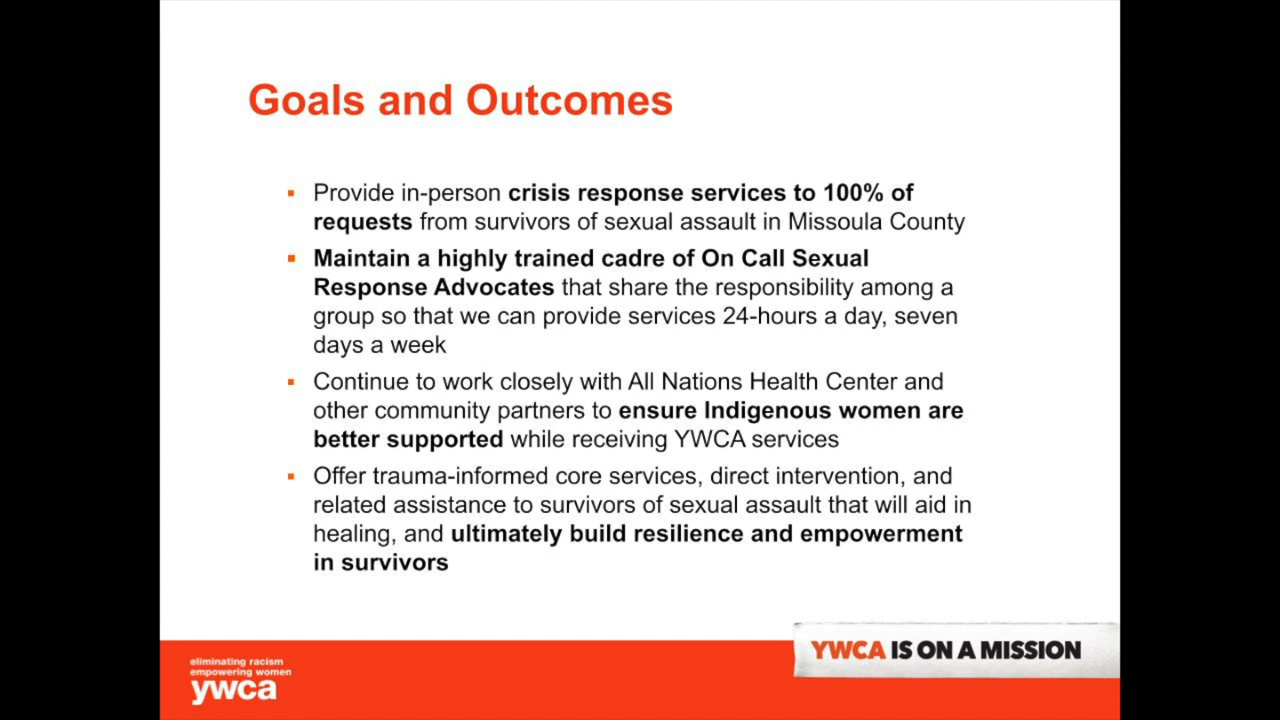 Goals and Outcomes
▪ Provide in-person crisis response services to 100% of
requests from survivors of sexual assault in Missoula County
▪ Maintain a highly trained cadre of On Call Sexual
Response Advocates that share the responsibility among a
group so that we can provide services 24-hours a day, seven
days a week
▪ Continue to work closely with All Nations Health Center and
other community partners to ensure Indigenous women are
better supported while receiving YWCA services
▪ Offer trauma-informed core services, direct intervention, and
related assistance to survivors of sexual assault that will aid in
healing, and ultimately build resilience and empowerment
in survivors
YWCA IS ON A MISSION
eliminating racism
empowering women
ywca